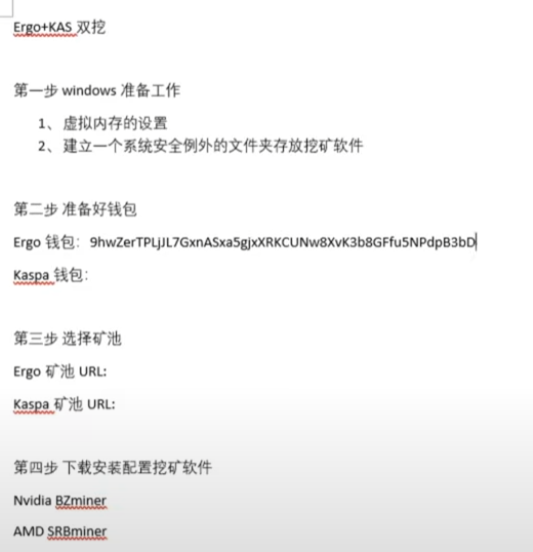 Ergo+KAS 双挖
第一步 windows 准备工作
1、虚拟内存的设置
2、建立一个系统安全例外的文件夹存放挖矿软件
第二步 准备好钱包
Ergo 钱包：9hwZerTPLjJL7GxnASxa5gjxXRKCUNw8XvK3b8GFfu5NPdpB3bD
Kaspa 钱包：
第三步 选择矿池
Ergo 矿池 URL:
Kaspa 矿池 URL:
第四步 下载安装配置挖矿软件
Nvidia BZminer
AMD SRBminer